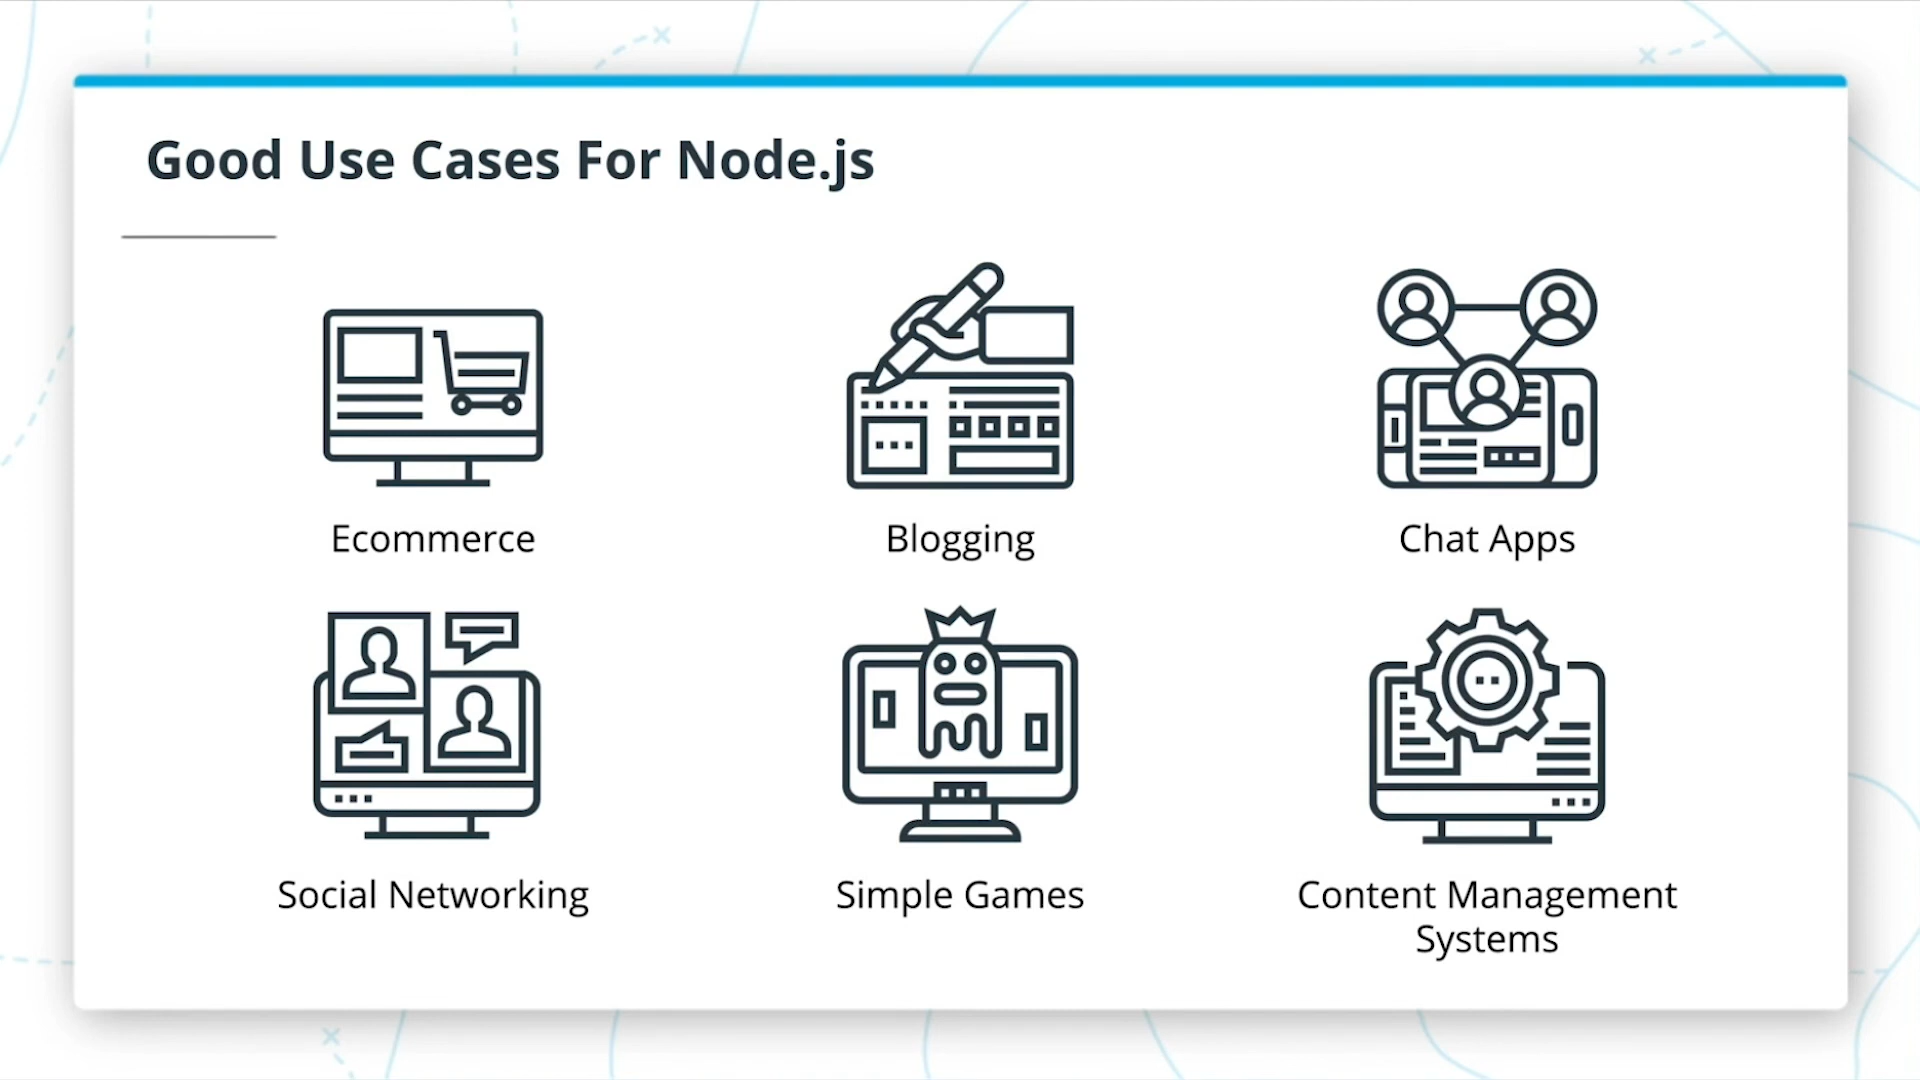 Good Use Cases For Node.js
Ecommerce
Blogging
Chat Apps
Social Networking
Simple Games
Content Management
Systems